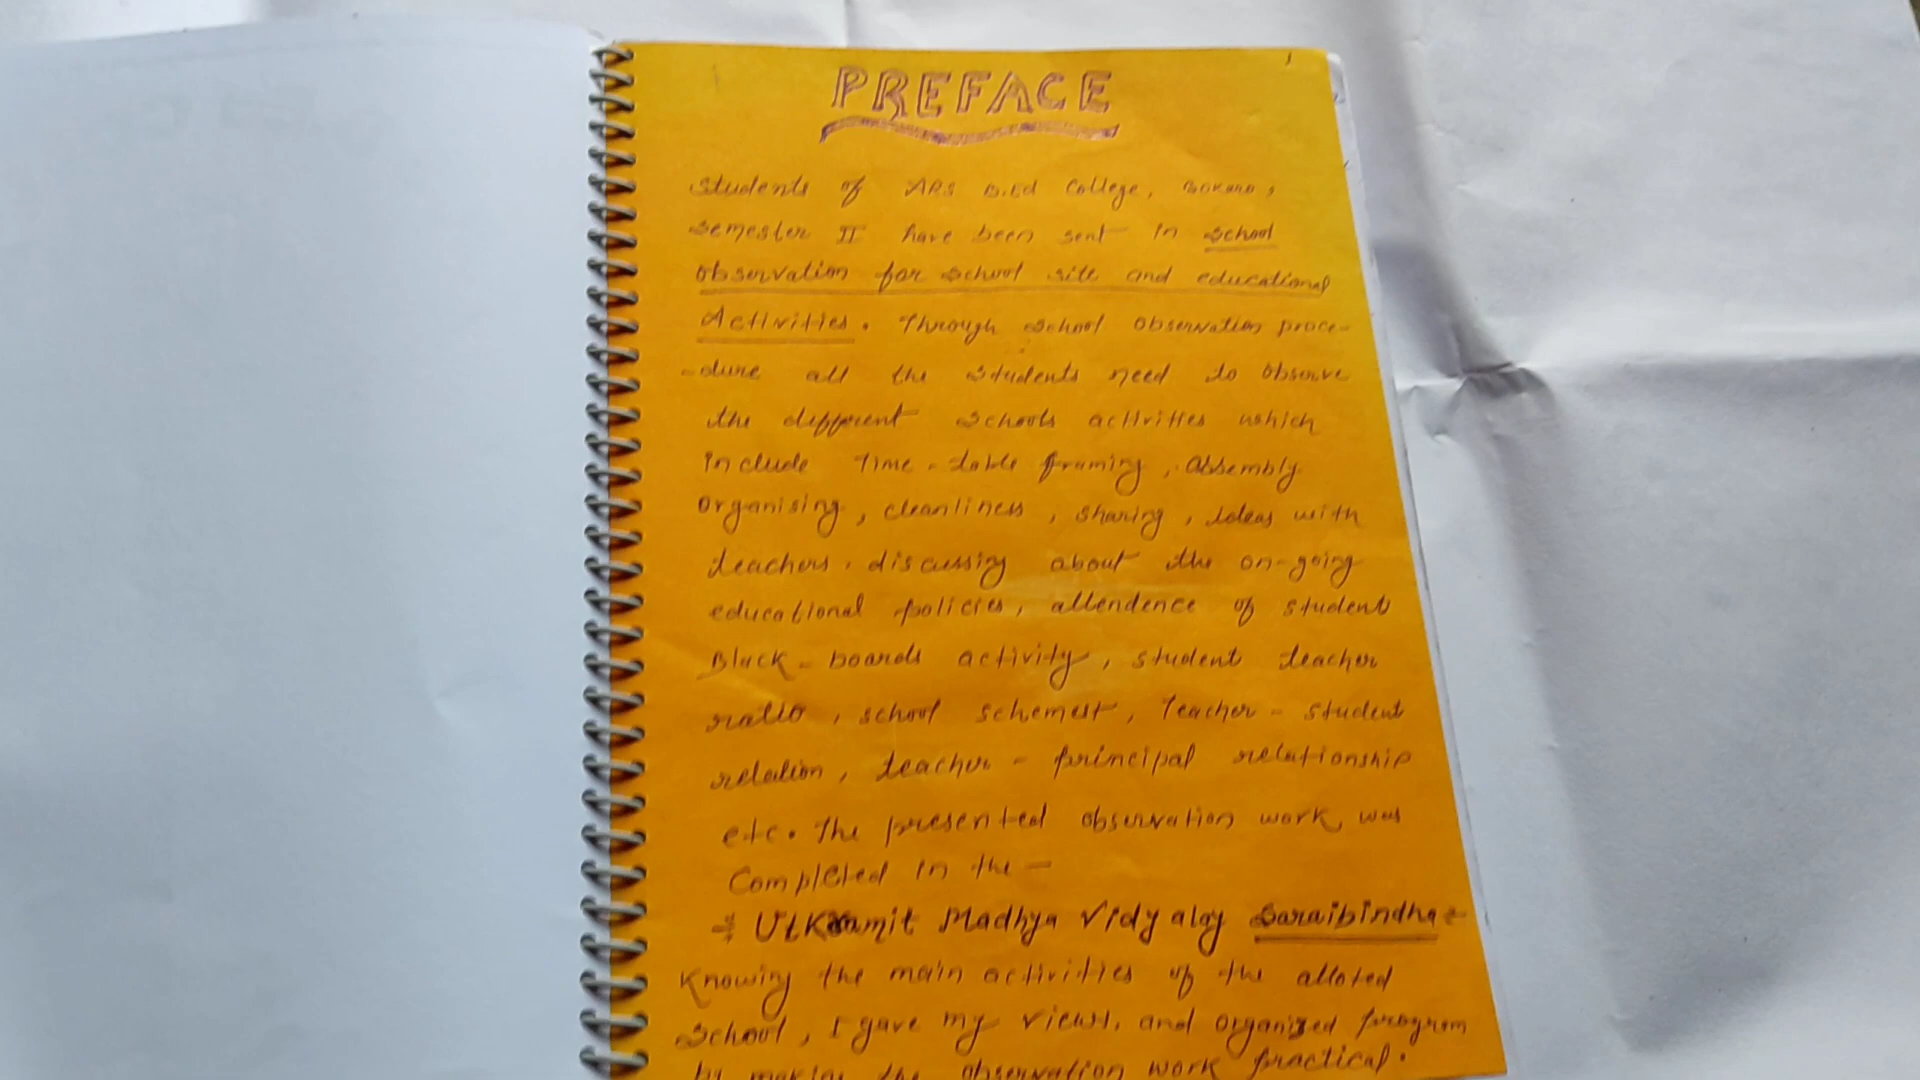 PREFACE
Students of ARS B.Ed College, Bokaro,
Semester II have been sent in School
observation for School site and educational
Activities. Through School Observation proce-
-dure all the Students need to Observe
the different Schools activities which
include Time-table framing, Assembly
organising, cleanliness, sharing, ideas with
teachers. discussing about the on-going
educational policies, attendence of student
Black-boards activity, student teacher
ratio, school schemest, Teacher-student
relation, teacher-principal relationship
etc. The presented observation work, was
Completed in the -
Utkramit Madhya Vidyalay Saraibindha
Knowing the main activities of the alloted
School, I gave my views, and organized program
by making the observation work practical.